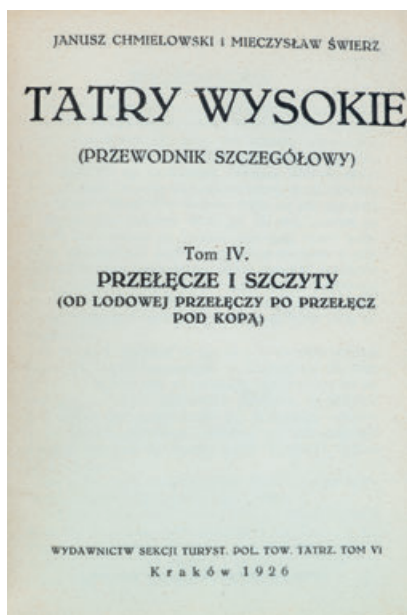 JANUSZ CHMIELOWSKI I MIECZYSŁAW ŚWIERZ
TATRY WYSOKIE
(PRZEWODNIK SZCZEGÓŁOWY)
Tom IV.
PRZEŁĘCZE I SZCZYTY
(OD LODOWEJ PRZEŁĘCZY PO PRZEŁĘCZ
POD KOPĄ)
WYDAWNICTW SEKCJI TURYST. POL. TOW. TATRZ. TOM VI
Kraków 1926